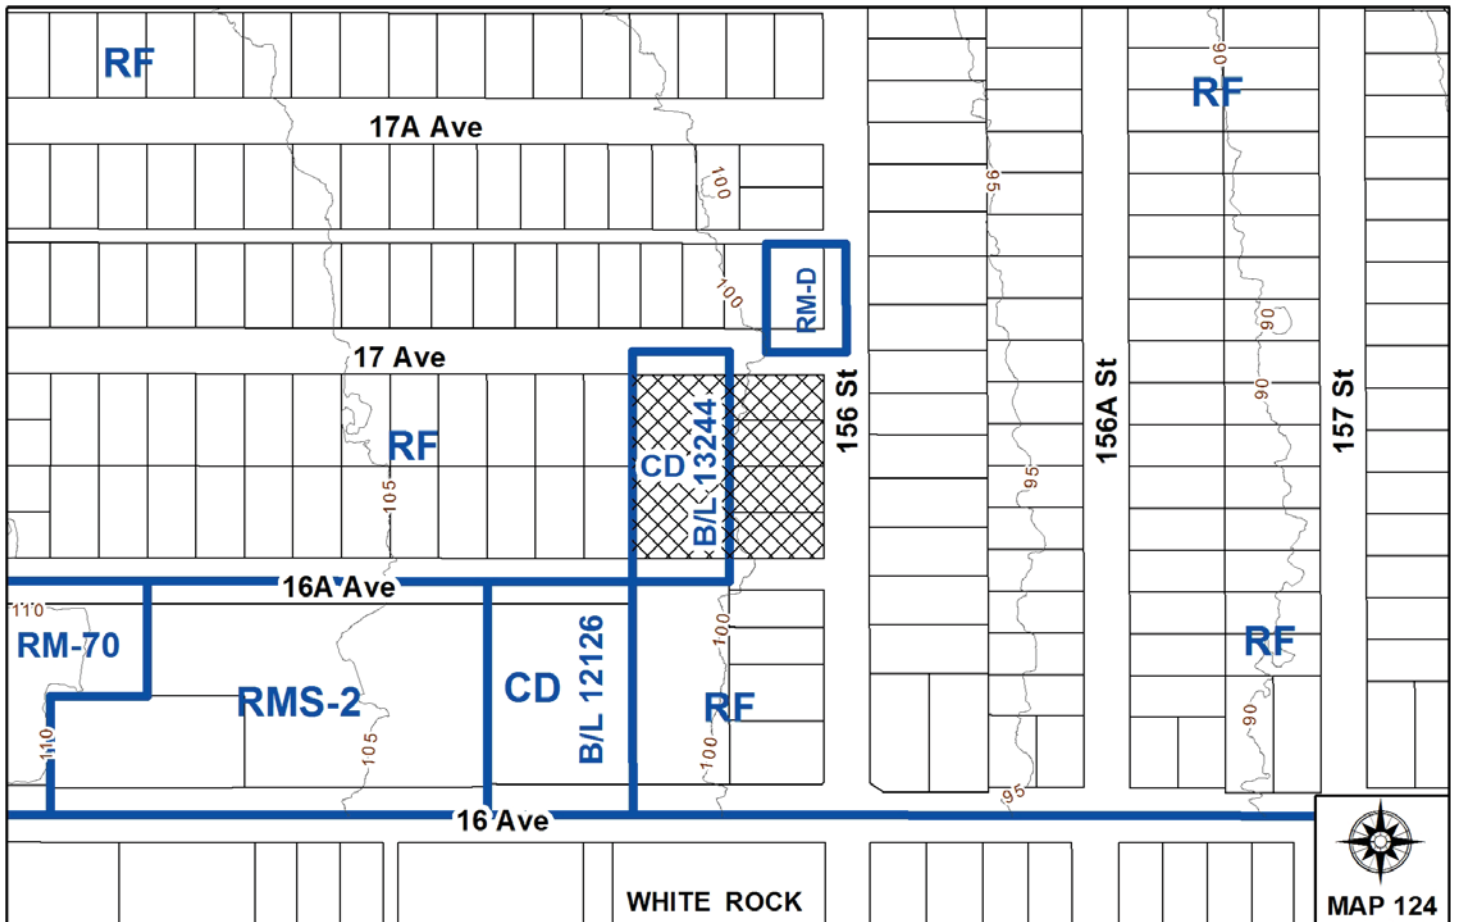 RF
90
RF
17A Ave
100
95
100
RM-D
90
17 Ave
156 St
156A St
157 St
90
RF
CD
B/L 13244
95
105
16A Ave
110
RM-70
100
B/L 12126
RF
CD
RMS-2
RF
90
110
105
100
95
16 Ave
WHITE ROCK
MAP 124